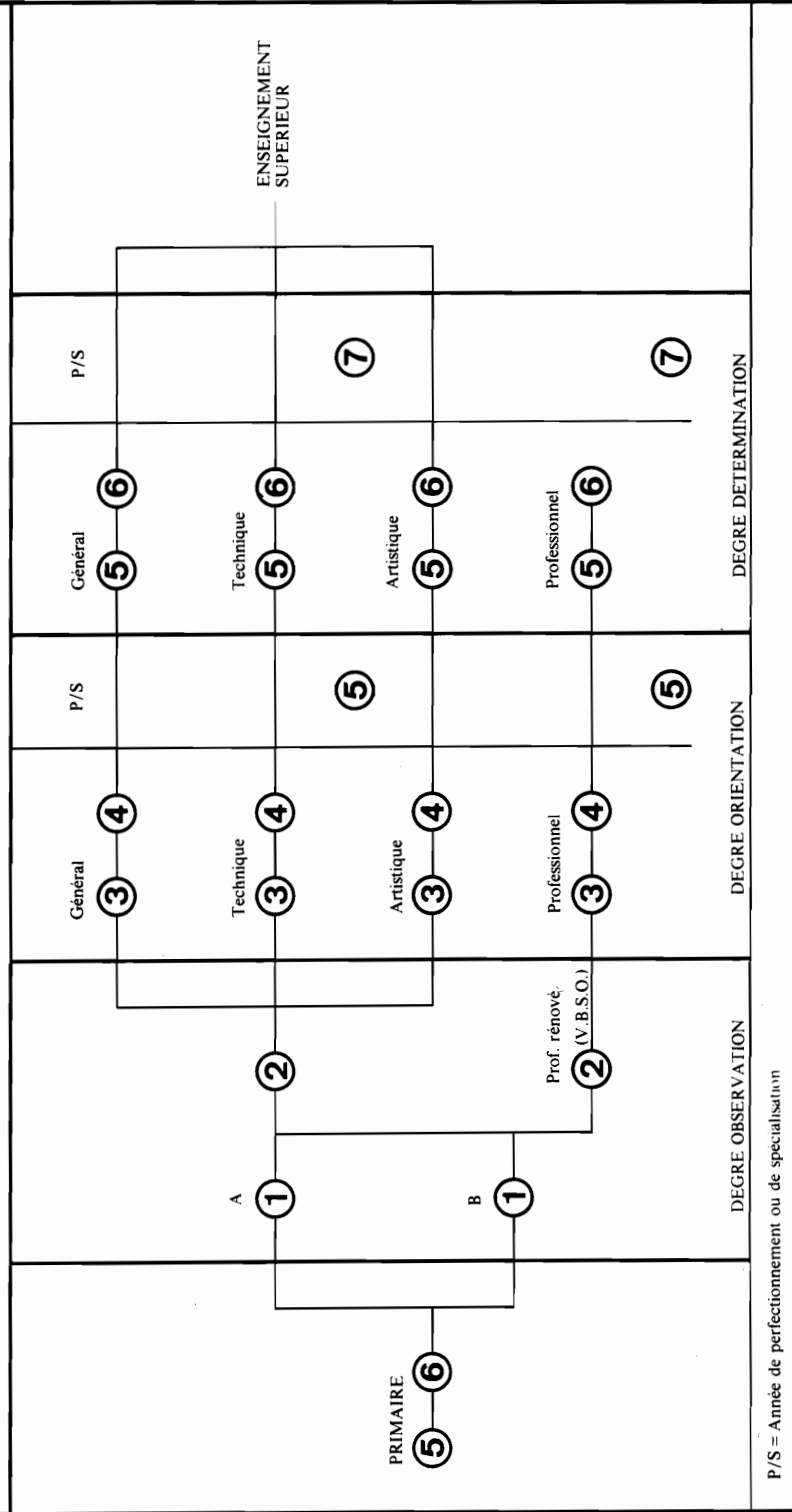 PRIMAIRE
5 6
A
1
B
1
2
Prof. rénové.
(V.B.S.O.)
2
DEGRE OBSERVATION
Général
3 4
Technique
3 4
Artistique
3 4
Professionnel
3 4
DEGRE ORIENTATION
P/S
5
5
Général
5 6
Technique
5 6
Artistique
5 6
Professionnel
5 6
DEGRE DETERMINATION
P/S
7
7
ENSEIGNEMENT
SUPERIEUR
P/S = Année de perfectionnement ou de spécialisation